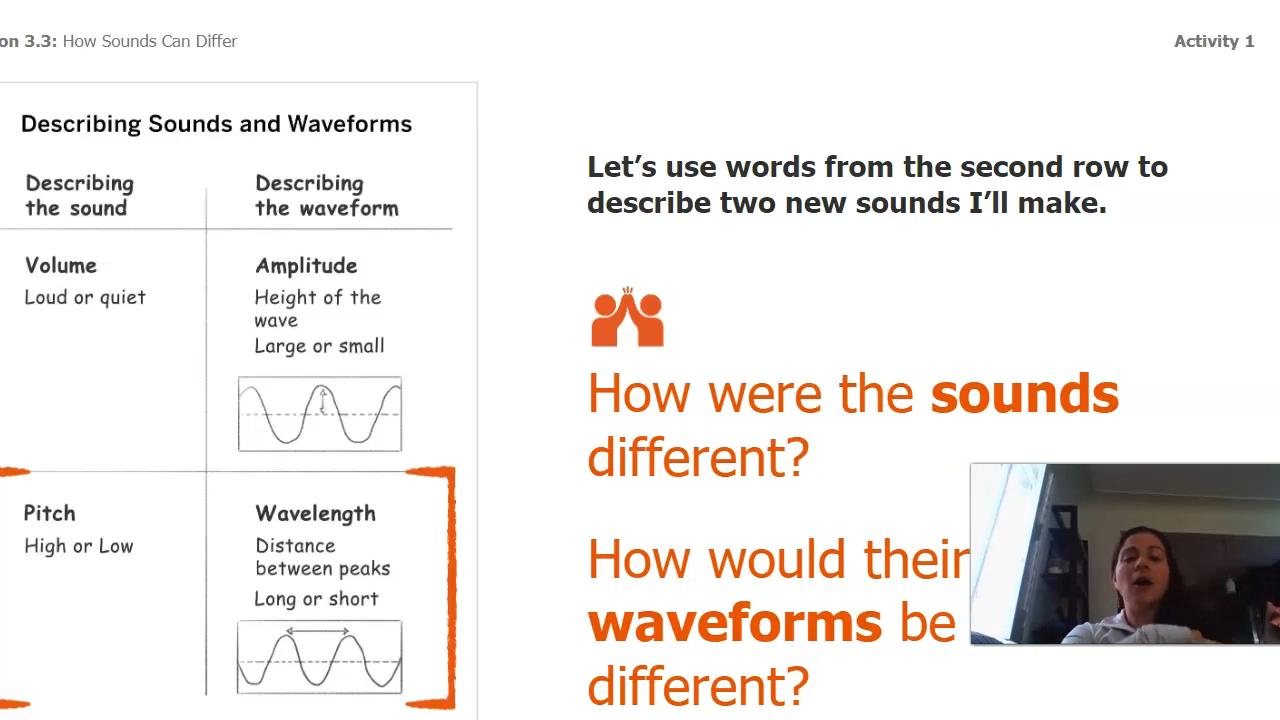 on 3.3: How Sounds Can Differ
Activity 1
Describing Sounds and Waveforms
Describing
the sound
Describing
the waveform
Volume
Loud or quiet
Amplitude
Height of the
wave
Large or small
Pitch
High or Low
Wavelength
Distance
between peaks
Long or short
Let's use words from the second row to
describe two new sounds I'll make.
How were the sounds
different?
How would their
waveforms be
different?